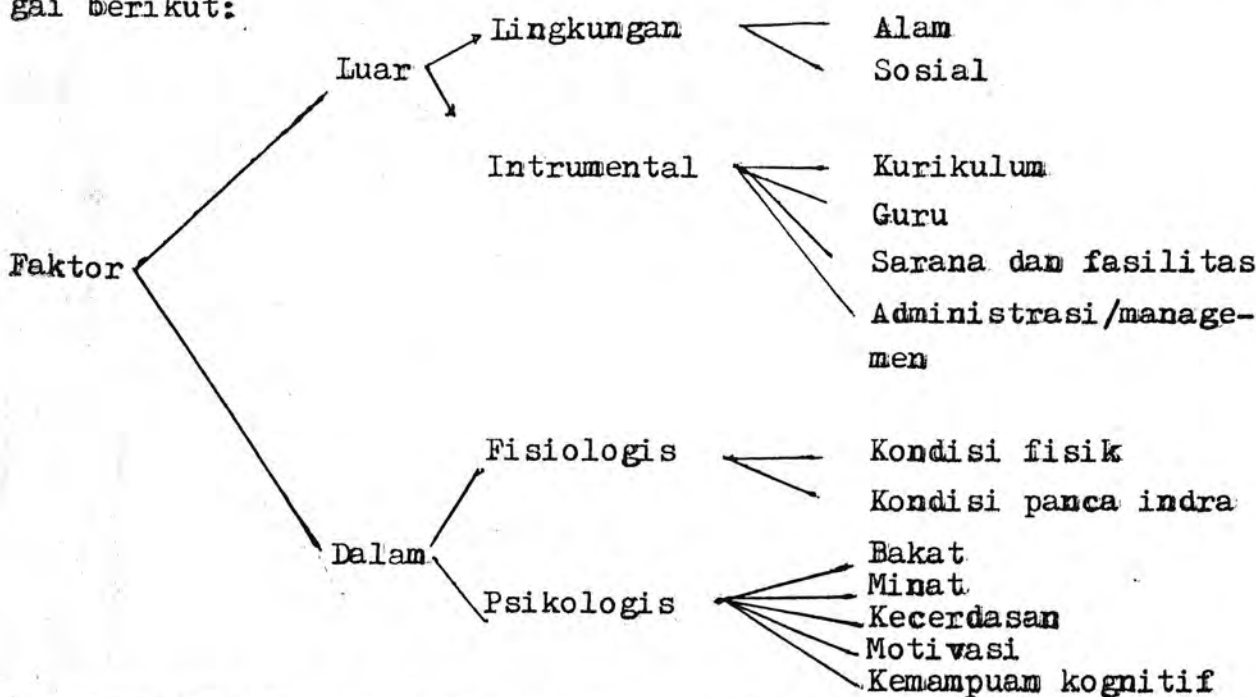 gai berikut:
Lingkungan
Alam
Luar
Sosial
Intrumental
Kurikulum
Guru
Faktor
Sarana dan fasilitas
Administrasi/manage-
men
Fisiologis
Kondisi fisik
Kondisi panca indra
Dalam
Bakat
Psikologis
Minat
Kecerdasan
Motivasi
Kemampuan kognitif